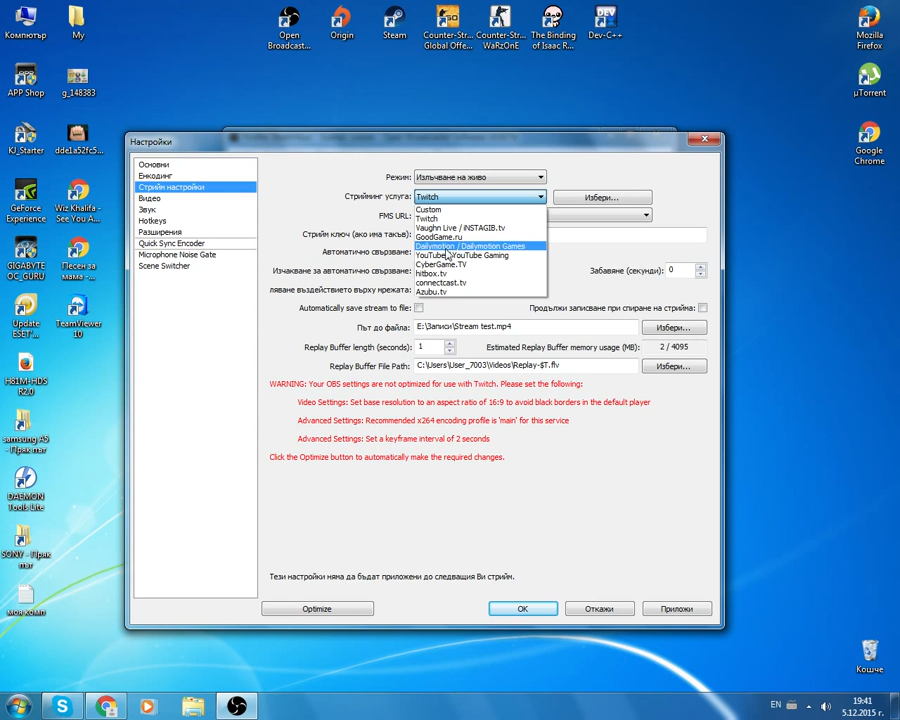 Компютър
My
Open Broadcast...
Origin
Steam
Counter-Str... Global Offe...
Counter-Str... WaRzOnE
The Binding of Isaac R...
Dev-C++
Mozilla Firefox
APP Shop
g_148383
µTorrent
KJ_Starter
dde1a52fc5...
Google Chrome
GeForce Experience
Wiz Khalifa - See You A...
GIGABYTE OC_GURU
Песен за мама - ...
Update ESET'...
TeamViewer 10
H81M-HDS R2.0
samsung A5 - Пряк път
DAEMON Tools Lite
SONY - Пряк път
моя комп
Кошче
Настройки
Основни
Енкодинг
Стрийм настройки
Видео
Звук
Hotkeys
Разширения
Quick Sync Encoder
Microphone Noise Gate
Scene Switcher
Режим: Излъчване на живо
Стрийминг услуга: Twitch Избери...
FMS URL:
Стрийм ключ (ако има такъв):
Автоматично свързване:
Изчакване за автоматично свързване: Забавяне (секунди): 0
ляване въздействието върху мрежата:
Custom
Twitch
Vaughn Live / iNSTAGIB.tv
GoodGame.ru
Dailymotion / Dailymotion Games
YouTube / YouTube Gaming
CyberGame.TV
hitbox.tv
connectcast.tv
Azubu.tv
Automatically save stream to file: Продължи записване при спиране на стрийма:
Път до файла: E:\Записи\Stream test.mp4 Избери...
Replay Buffer length (seconds): 1 Estimated Replay Buffer memory usage (MB): 2 / 4095
Replay Buffer File Path: C:\Users\User_7003\Videos\Replay-$T.flv Избери...
WARNING: Your OBS settings are not optimized for use with Twitch. Please set the following:
Video Settings: Set base resolution to an aspect ratio of 16:9 to avoid black borders in the default player
Advanced Settings: Recommended x264 encoding profile is 'main' for this service
Advanced Settings: Set a keyframe interval of 2 seconds
Click the Optimize button to automatically make the required changes.
Тези настройки няма да бъдат приложени до следващия Ви стрийм.
Optimize OK Откажи Приложи
EN 19:41
5.12.2015 г.